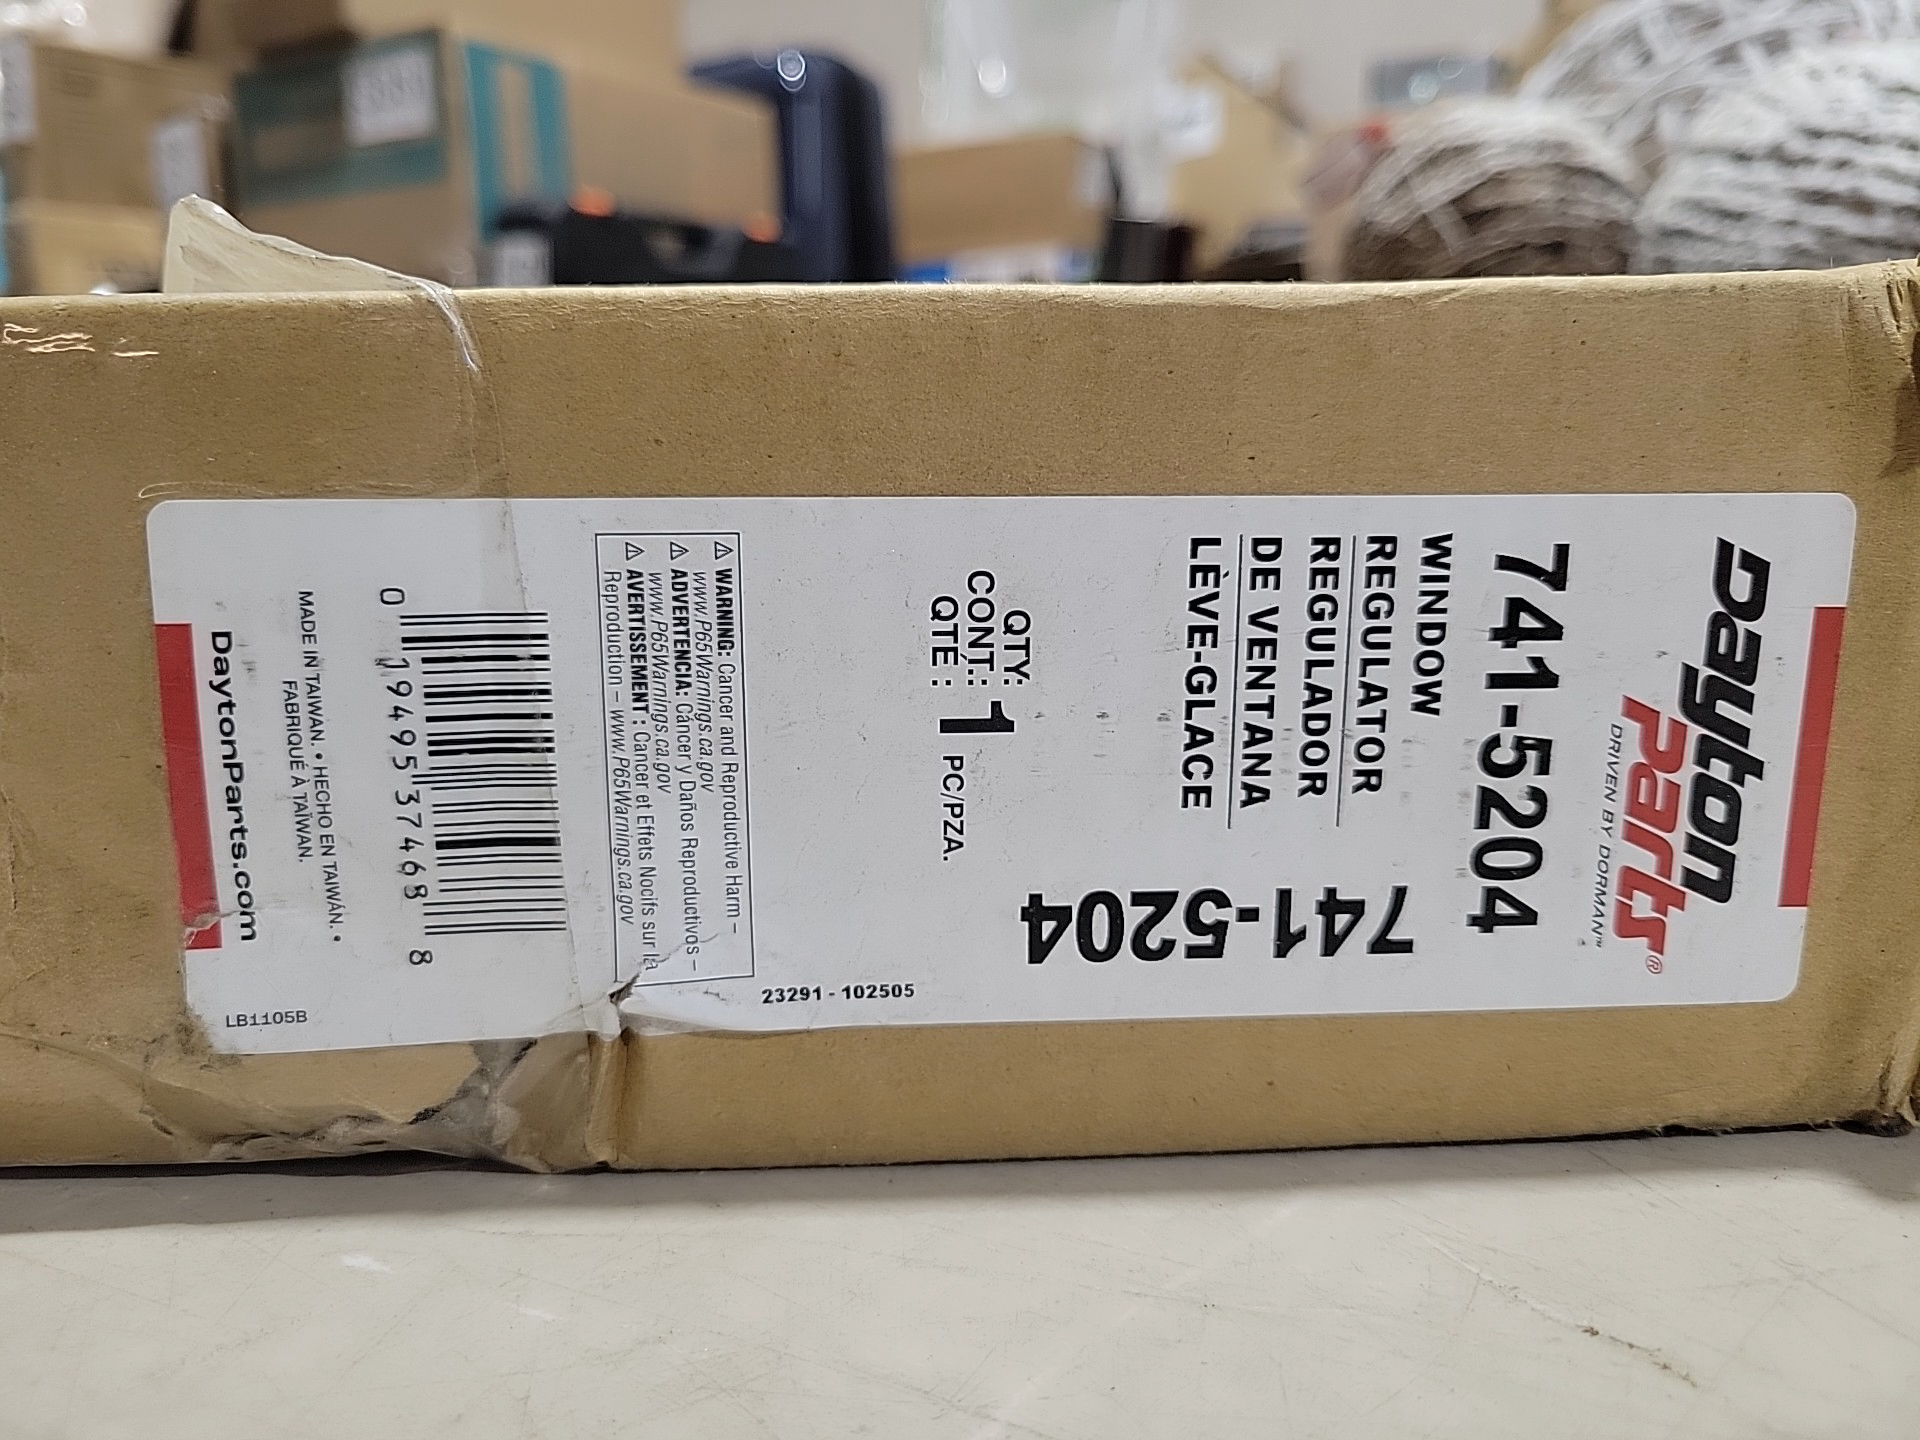 Dayton
Parts®
DRIVEN BY DORMAN™
741-5204
WINDOW
REGULATOR
REGULADOR
DE VENTANA
LÈVE-GLACE
741-5204
QTY:
CONT.: 1 PC/PZA.
QTÉ :
23291 - 102505
⚠ WARNING: Cancer and Reproductive Harm –
www.P65Warnings.ca.gov
⚠ ADVERTENCIA: Cáncer y Daños Reproductivos –
www.P65Warnings.ca.gov
⚠ AVERTISSEMENT : Cancer et Effets Nocifs sur la
Reproduction – www.P65Warnings.ca.gov
0 19495 37468 8
MADE IN TAIWAN. • HECHO EN TAIWÁN. •
FABRIQUÉ À TAÏWAN.
DaytonParts.com
LB1105B